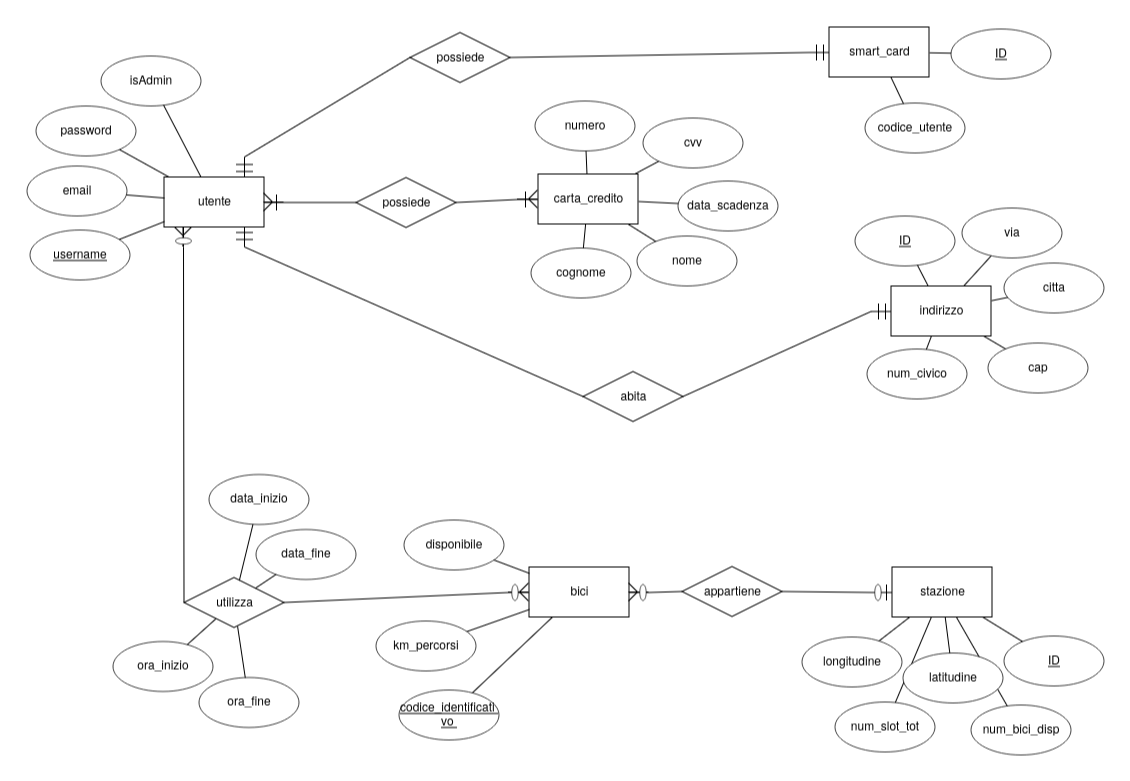 possiede
smart_card
ID
isAdmin
password
email
username
utente
codice_utente
numero
cvv
possiede
carta_credito
data_scadenza
cognome
nome
ID
via
citta
indirizzo
num_civico
cap
abita
data_inizio
data_fine
utilizza
ora_inizio
ora_fine
disponibile
bici
km_percorsi
codice_identificati
vo
appartiene
stazione
longitudine
latitudine
ID
num_slot_tot
num_bici_disp